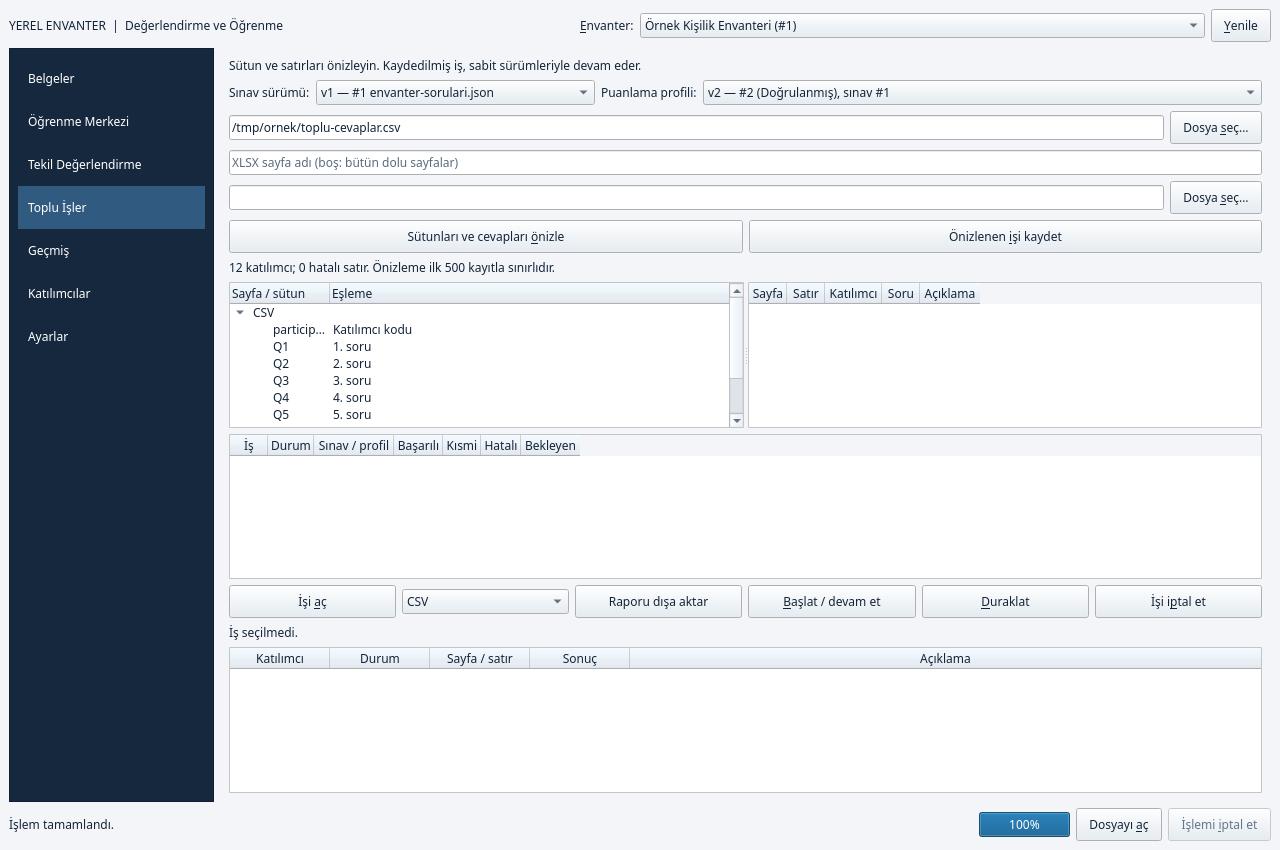 YEREL ENVANTER | Değerlendirme ve Öğrenme
Envanter: Örnek Kişilik Envanteri (#1) Yenile
Belgeler
Öğrenme Merkezi
Tekil Değerlendirme
Toplu İşler
Geçmiş
Katılımcılar
Ayarlar
Sütun ve satırları önizleyin. Kaydedilmiş iş, sabit sürümleriyle devam eder.
Sınav sürümü: v1 — #1 envanter-sorulari.json Puanlama profili: v2 — #2 (Doğrulanmış), sınav #1
/tmp/ornek/toplu-cevaplar.csv Dosya seç...
XLSX sayfa adı (boş: bütün dolu sayfalar)
Dosya seç...
Sütunları ve cevapları önizle Önizlenen işi kaydet
12 katılımcı; 0 hatalı satır. Önizleme ilk 500 kayıtla sınırlıdır.
Sayfa / sütun Eşleme
CSV
particip... Katılımcı kodu
Q1 1. soru
Q2 2. soru
Q3 3. soru
Q4 4. soru
Q5 5. soru
Sayfa Satır Katılımcı Soru Açıklama
İş Durum Sınav / profil Başarılı Kısmi Hatalı Bekleyen
İşi aç CSV Raporu dışa aktar Başlat / devam et Duraklat İşi iptal et
İş seçilmedi.
Katılımcı Durum Sayfa / satır Sonuç Açıklama
İşlem tamamlandı. 100% Dosyayı aç İşlemi iptal et